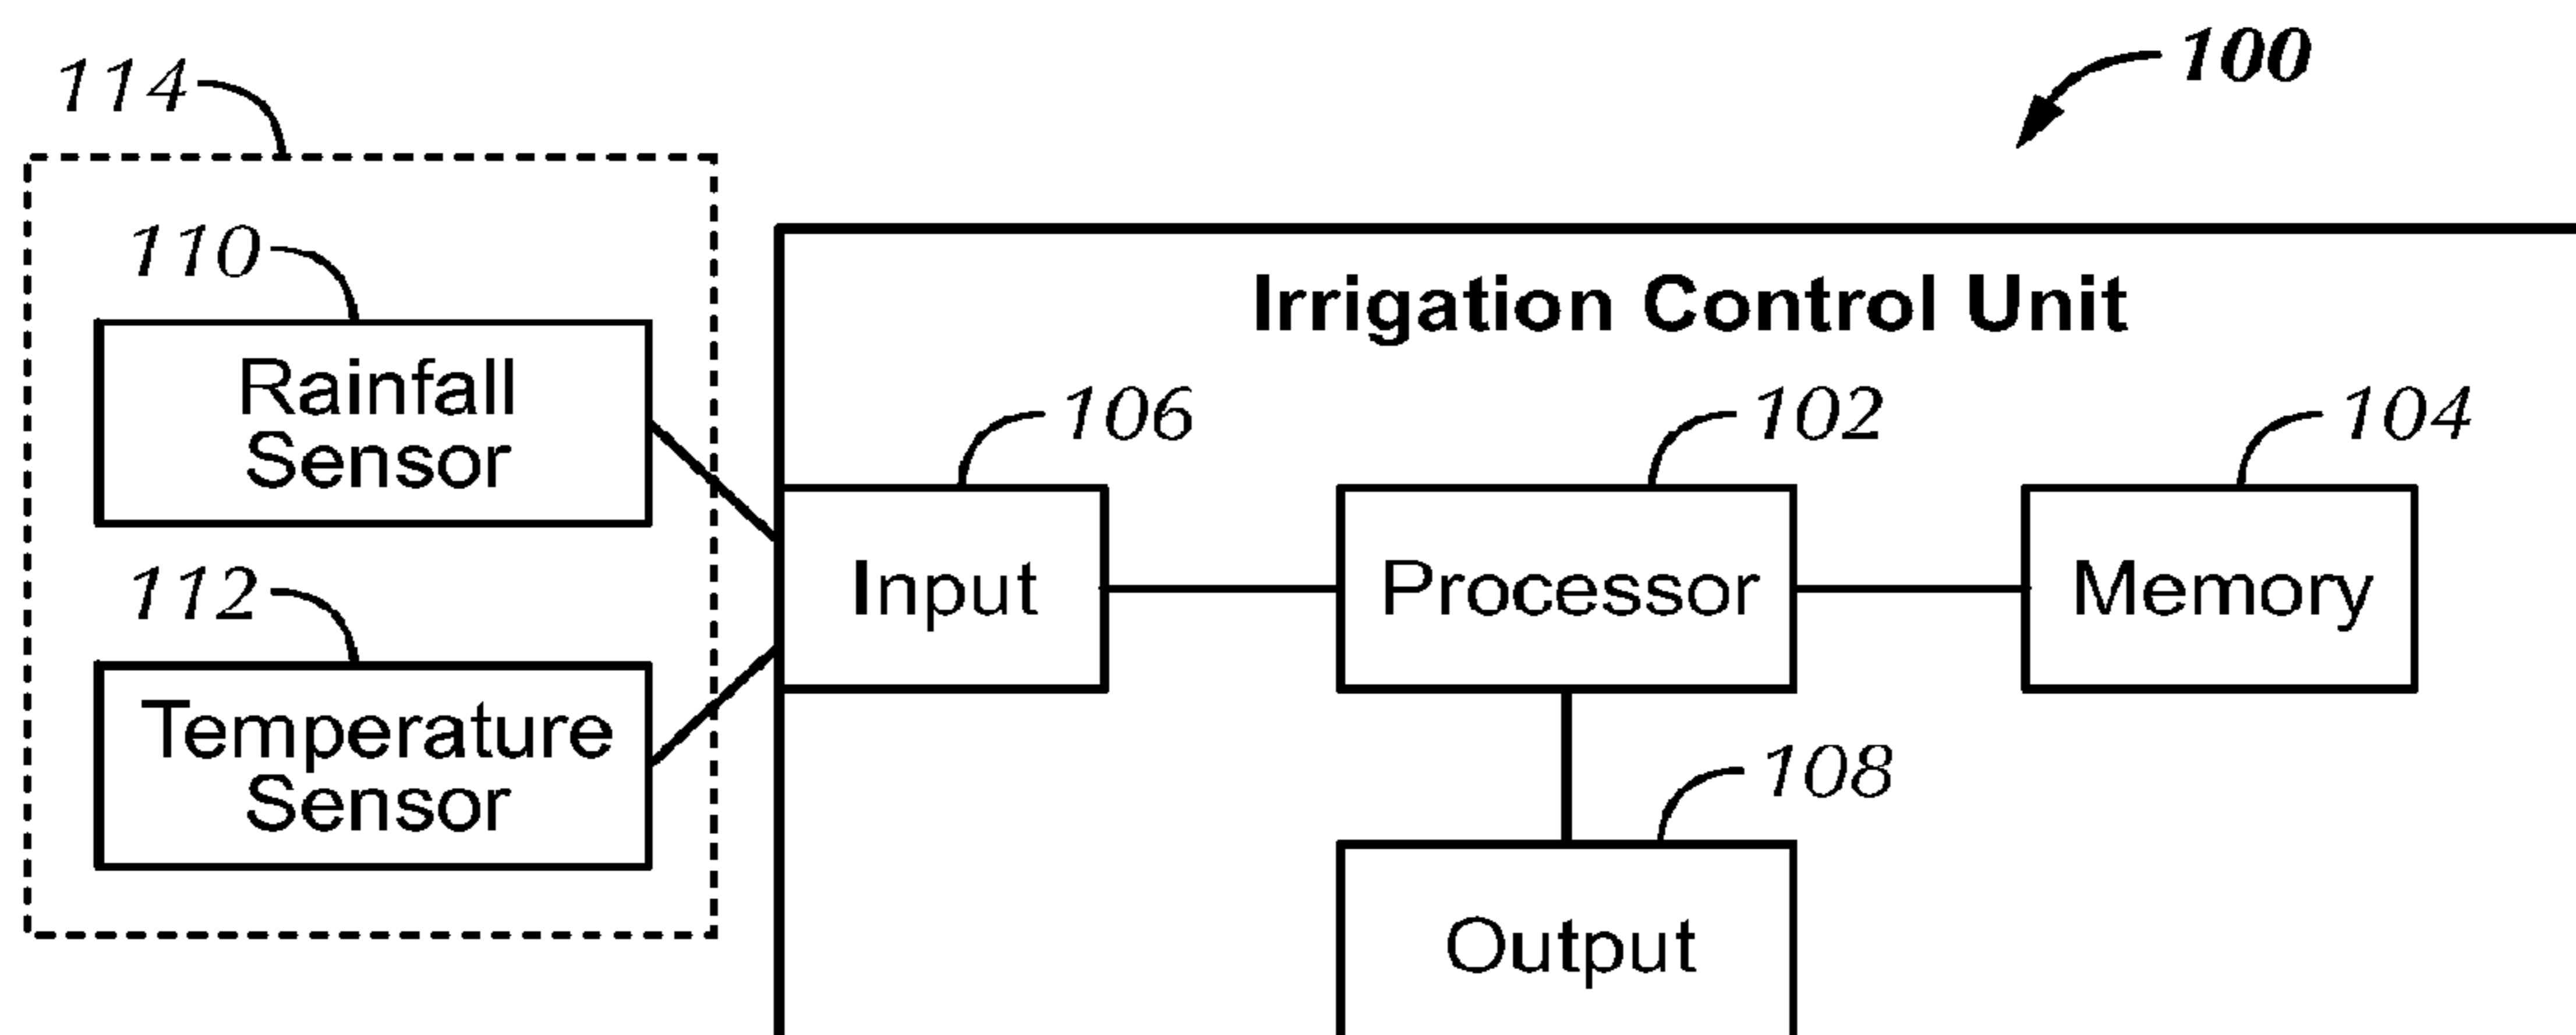 100
114
110
Rainfall
Sensor
112
Temperature
Sensor
Irrigation Control Unit
106
Input
102
Processor
104
Memory
108
Output